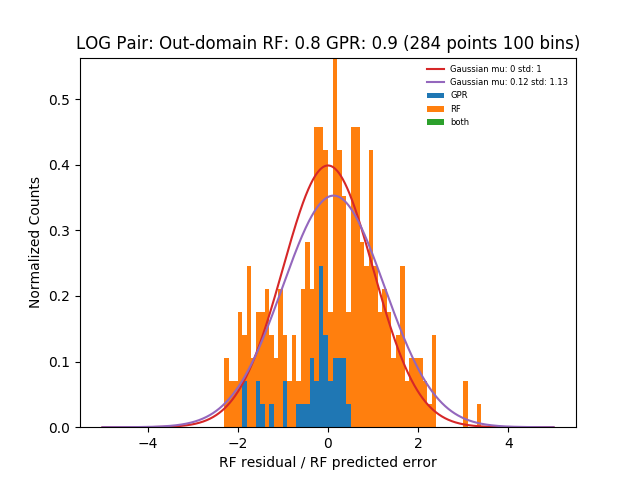 LOG Pair: Out-domain RF: 0.8 GPR: 0.9 (284 points 100 bins)
Gaussian mu: 0 std: 1
Gaussian mu: 0.12 std: 1.13
GPR
RF
both
Normalized Counts
0.5
0.4
0.3
0.2
0.1
0.0
−4 −2 0 2 4
RF residual / RF predicted error